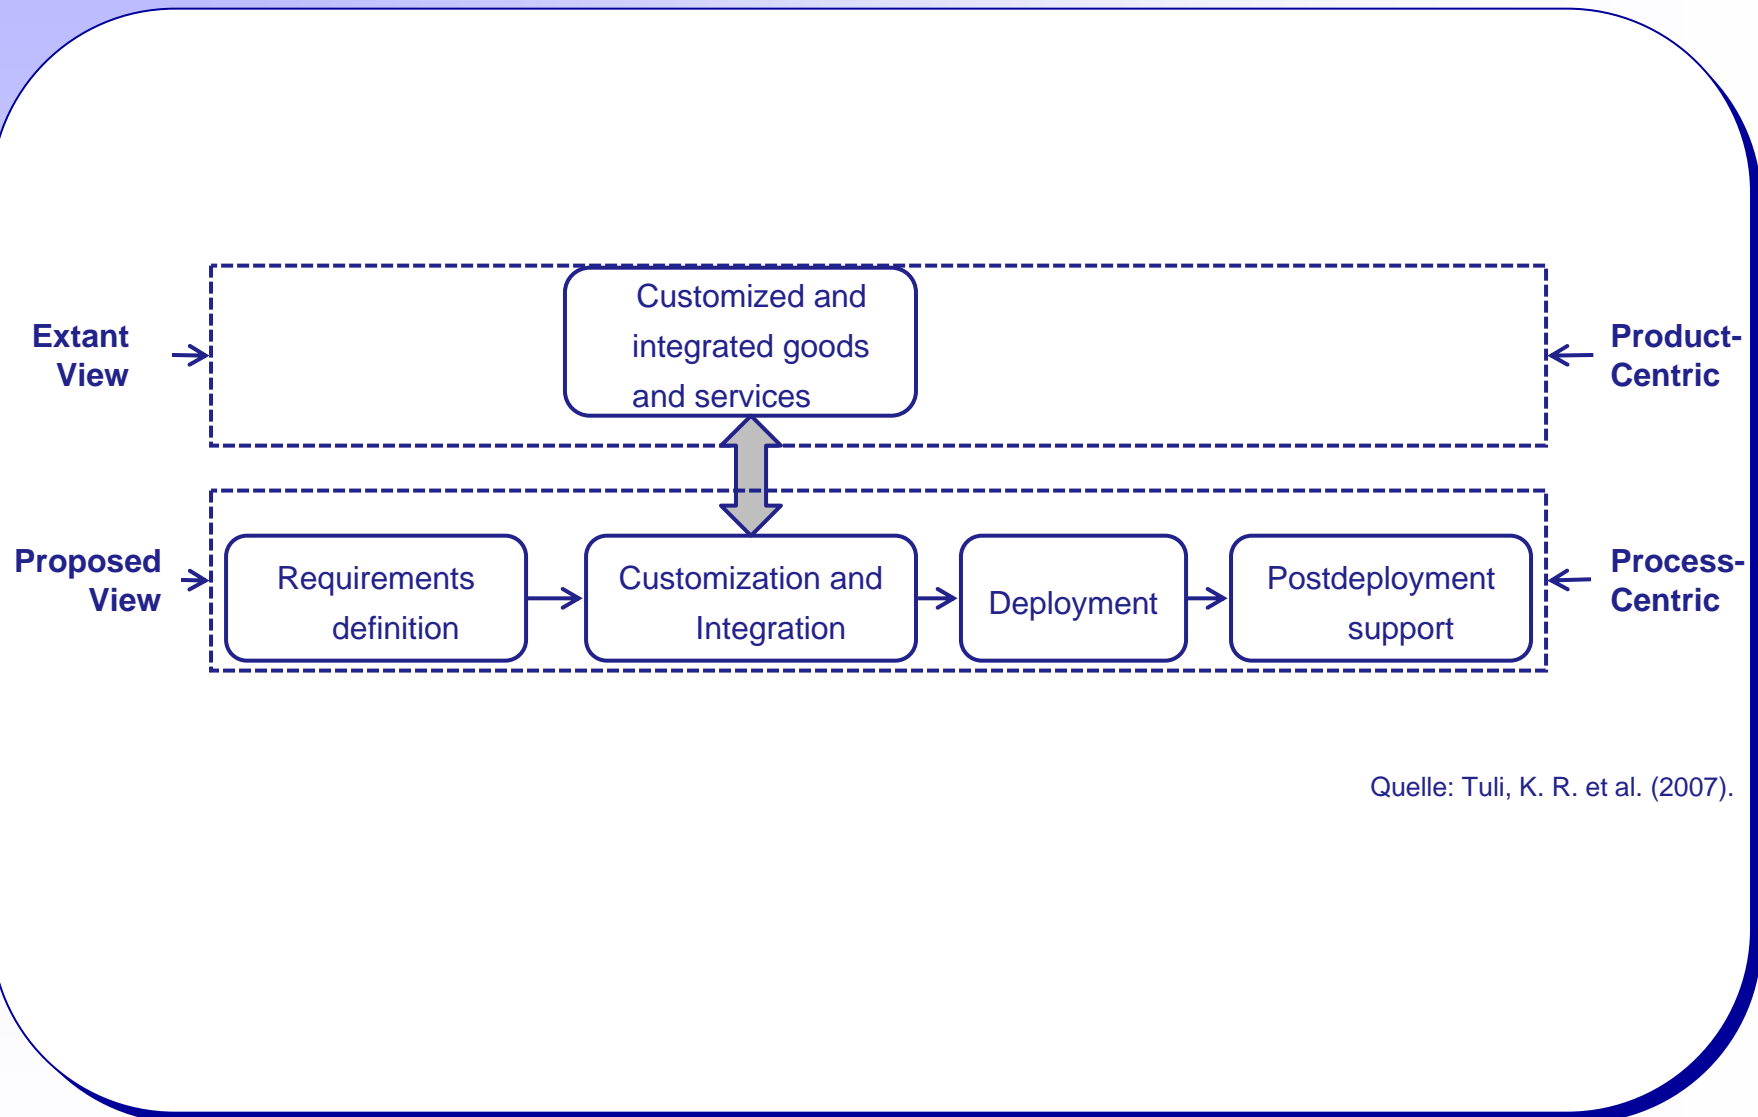 Customized and
integrated goods
and services
Extant
View
Product-
Centric
Proposed
View
Requirements
definition
Customization and
Integration
Deployment
Postdeployment
support
Process-
Centric
Quelle: Tuli, K. R. et al. (2007).